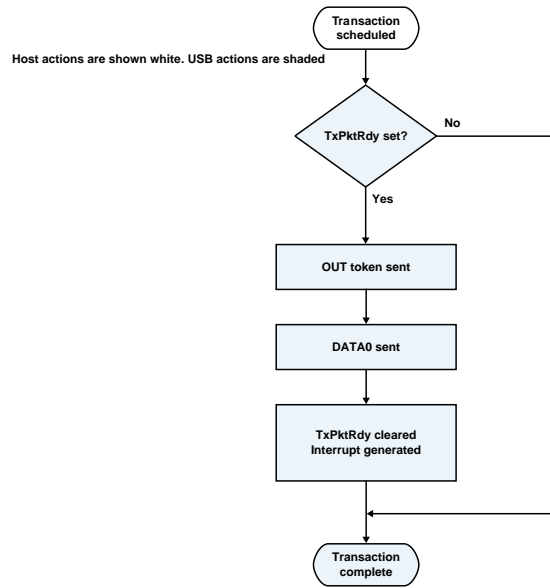 Transaction
scheduled
Host actions are shown white. USB actions are shaded
TxPktRdy set?
No
Yes
OUT token sent
DATA0 sent
TxPktRdy cleared
Interrupt generated
Transaction
complete